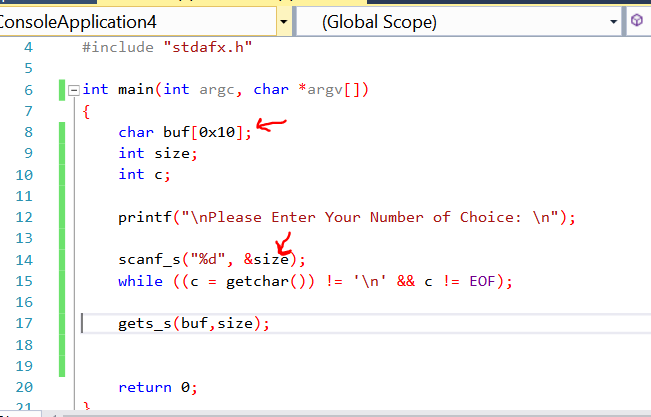 ConsoleApplication4 (Global Scope)
4 #include "stdafx.h"
5
6 int main(int argc, char *argv[])
7 {
8 char buf[0x10];
9 int size;
10 int c;
11
12 printf("\nPlease Enter Your Number of Choice: \n");
13
14 scanf_s("%d", &size);
15 while ((c = getchar()) != '\n' && c != EOF);
16
17 gets_s(buf,size);
18
19
20 return 0;
21 }